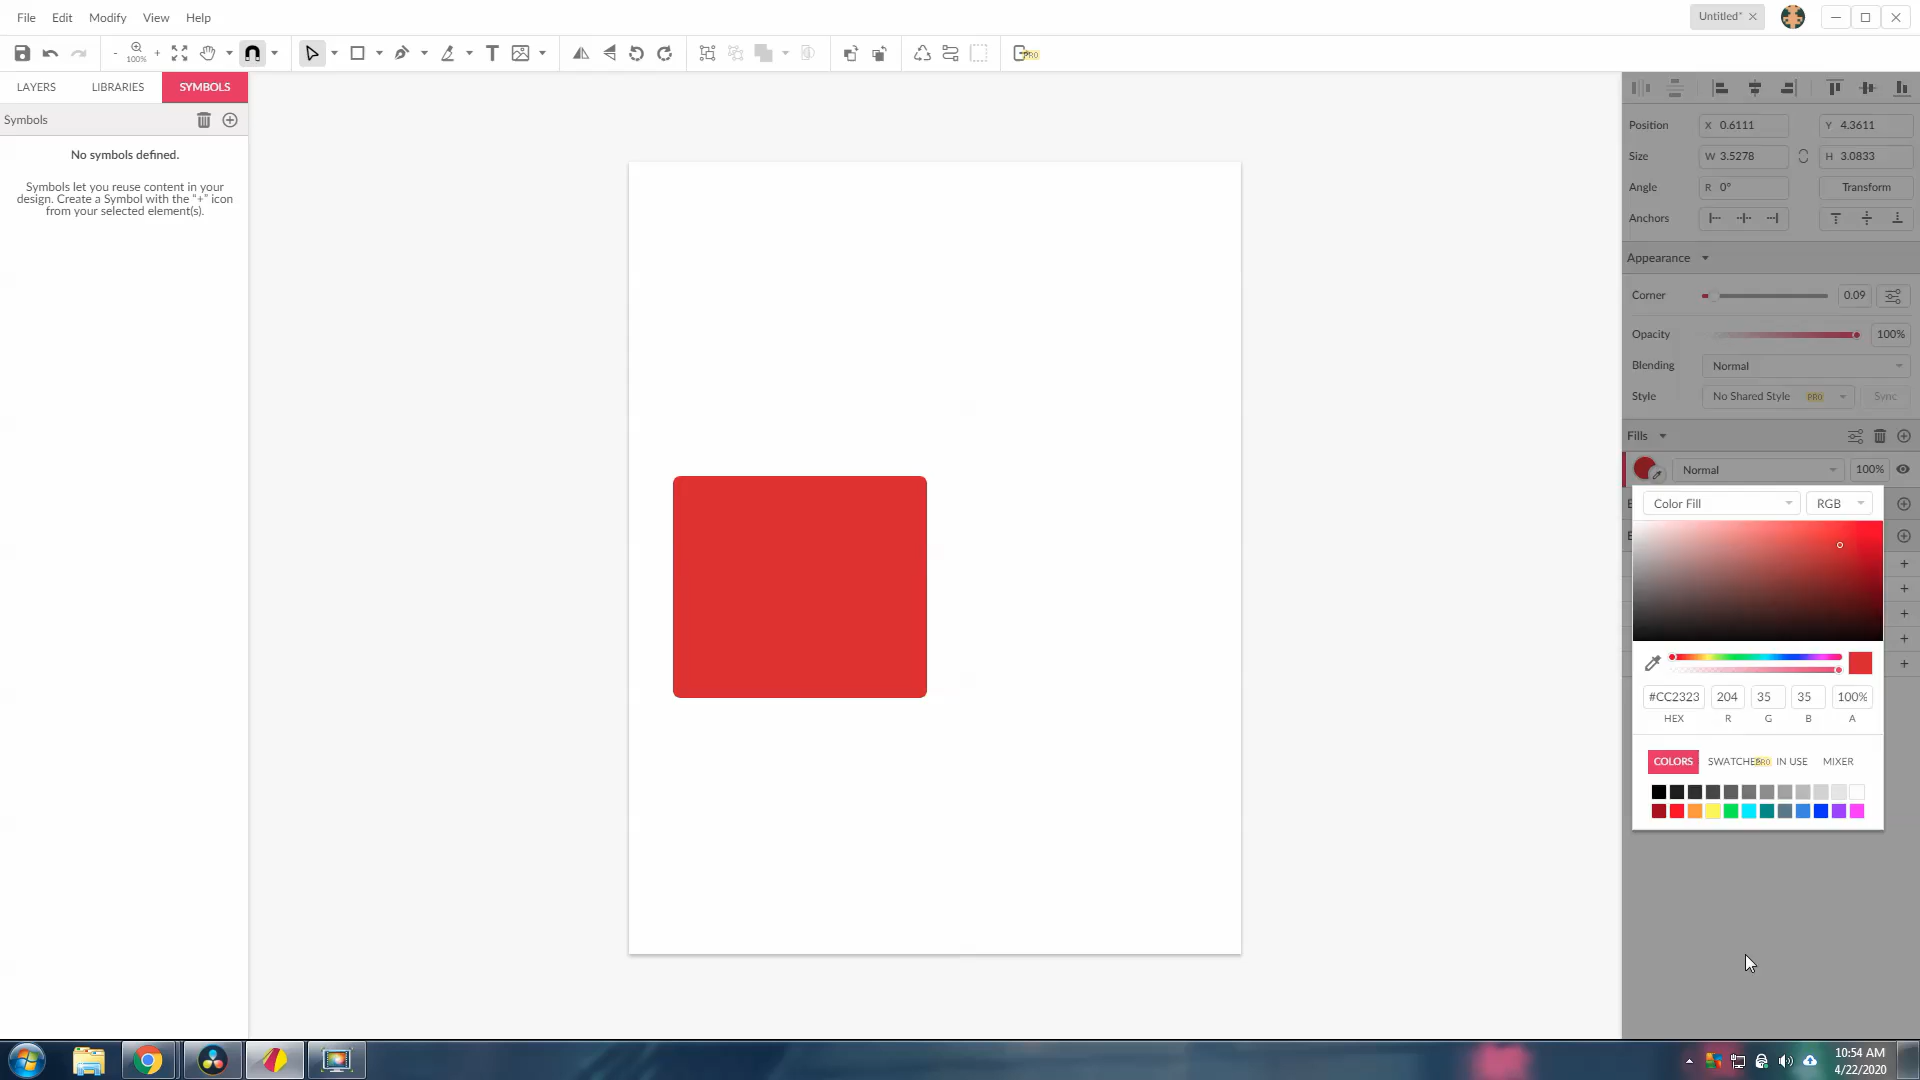 File Edit Modify View Help
Untitled*
100%
PRO
LAYERS LIBRARIES SYMBOLS
Symbols
No symbols defined.
Symbols let you reuse content in your
design. Create a Symbol with the "+" icon
from your selected element(s).
Position X 0.6111 Y 4.3611
Size W 3.5278 H 3.0833
Angle R 0° Transform
Anchors
Appearance
Corner 0.09
Opacity 100%
Blending Normal
Style No Shared Style PRO Sync
Fills
Normal 100%
Color Fill RGB
#CC2323 204 35 35 100%
HEX R G B A
COLORS SWATCHES PRO IN USE MIXER
10:54 AM
4/22/2020